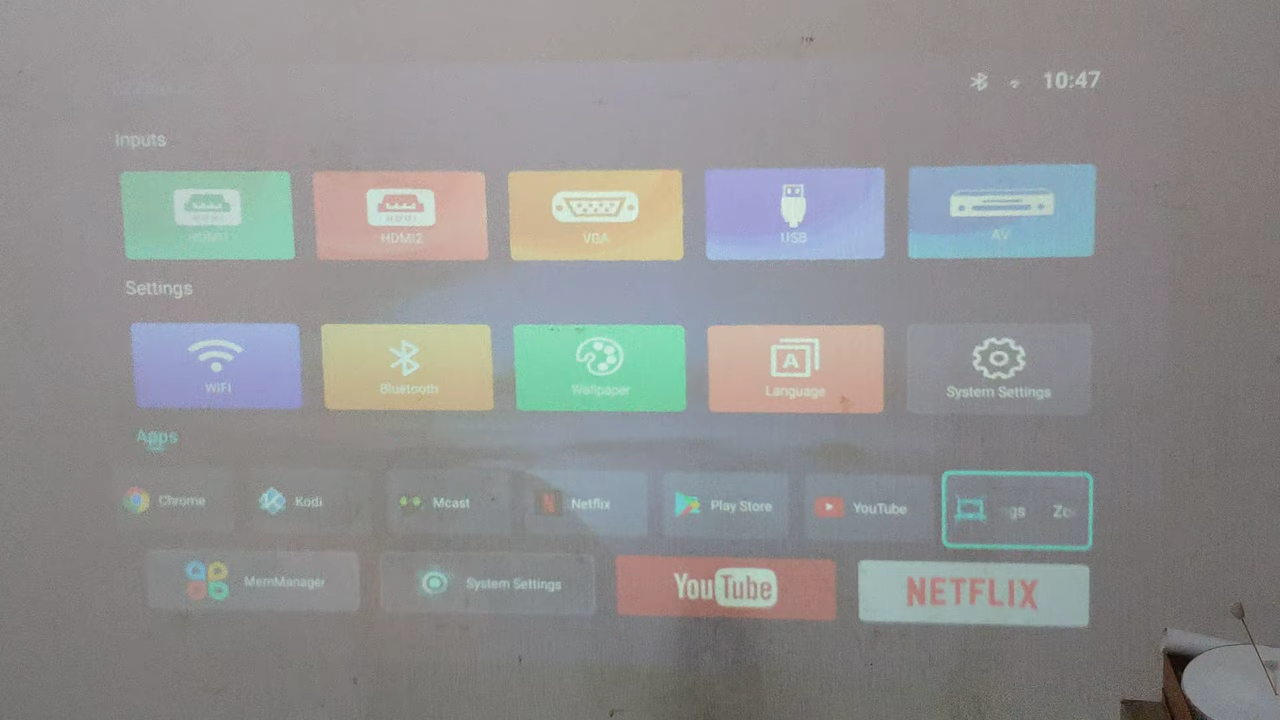 10:47
Inputs
HDMI2
VGA
USB
AV
Settings
WIFI
Bluetooth
Wallpaper
Language
System Settings
Apps
Chrome
Kodi
Mcast
Netflix
Play Store
YouTube
gs
MemManager
System Settings
YouTube
NETFLIX